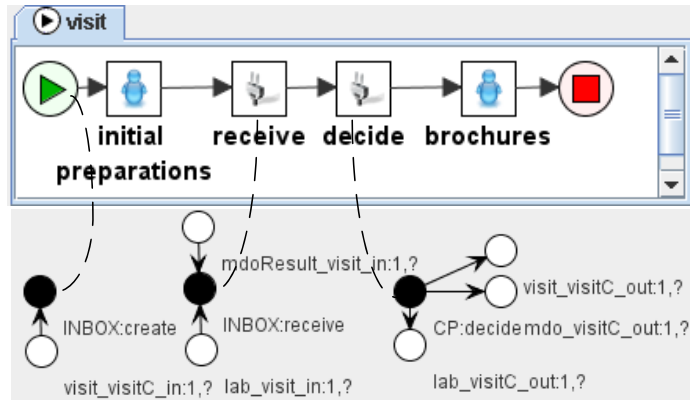 visit
initial receive decide brochures
preparations
mdoResult_visit_in:1,?
visit_visitC_out:1,?
INBOX:create INBOX:receive CP:decide mdo_visitC_out:1,?
visit_visitC_in:1,? lab_visit_in:1,? lab_visitC_out:1,?